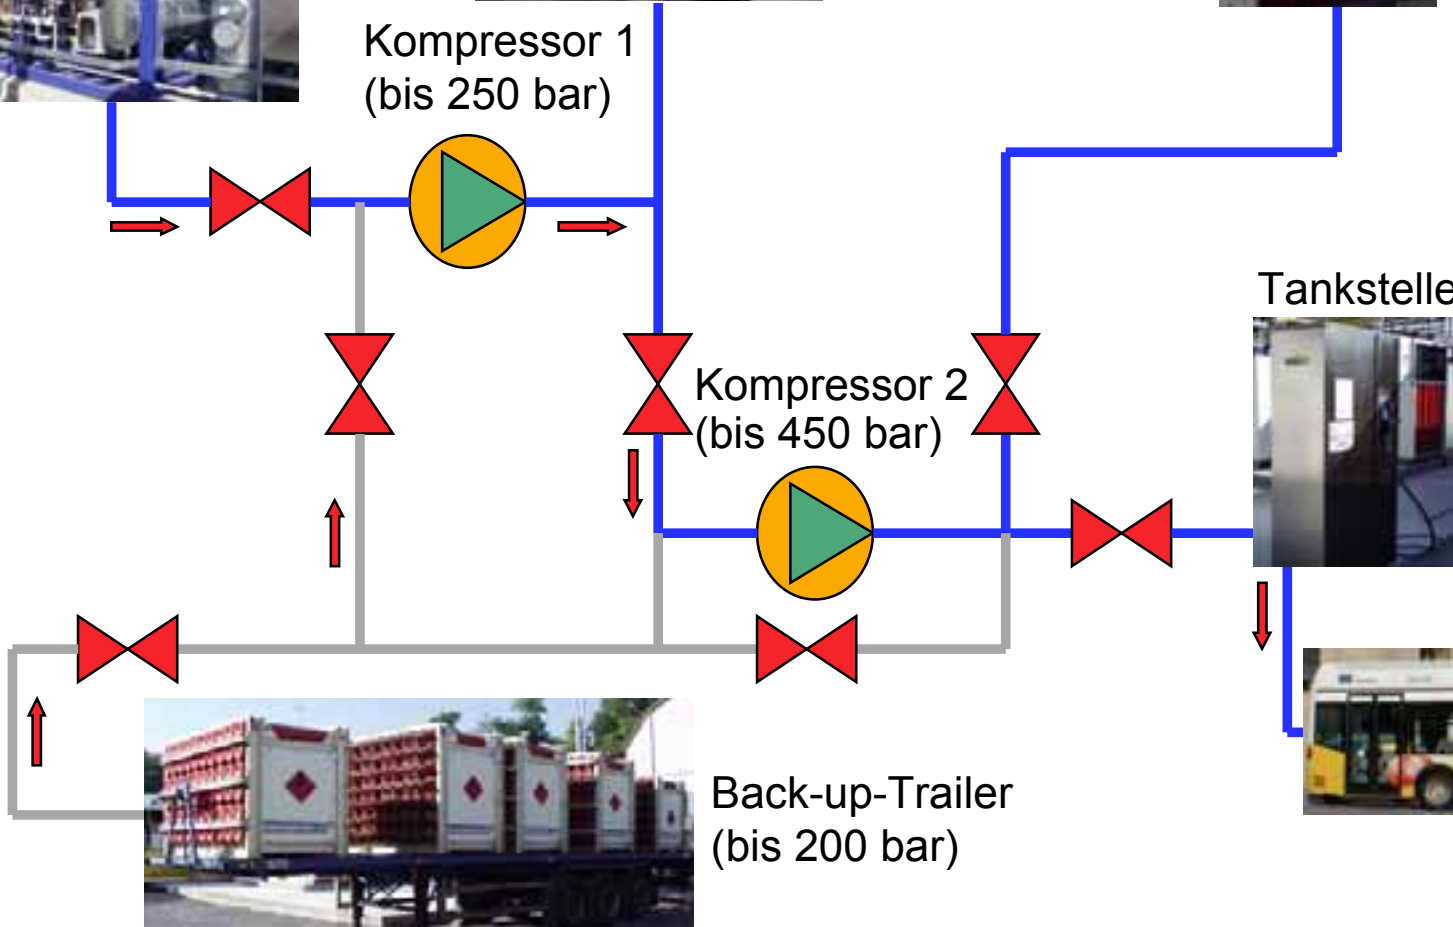 Kompressor 1
(bis 250 bar)
Tankstelle
Kompressor 2
(bis 450 bar)
Back-up-Trailer
(bis 200 bar)